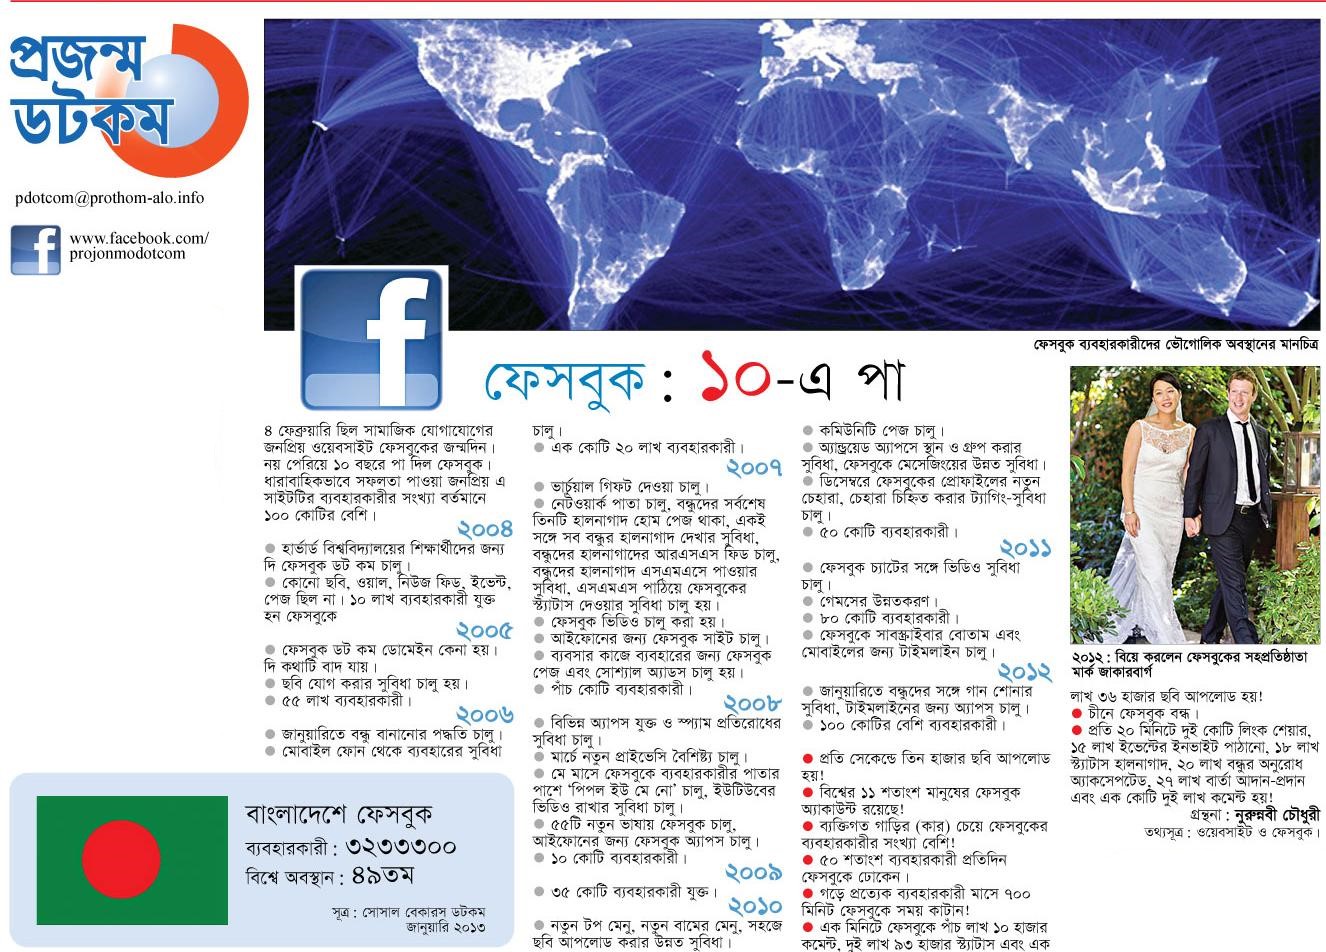 প্রজন্ম
ডটকম
pdotcom@prothom-alo.info
www.facebook.com/
projonmodotcom
ফেসবুক ব্যবহারকারীদের ভৌগোলিক অবস্থানের মানচিত্র
ফেসবুক : ১০-এ পা
৪ ফেব্রুয়ারি ছিল সামাজিক যোগাযোগের
জনপ্রিয় ওয়েবসাইট ফেসবুকের জন্মদিন।
নয় পেরিয়ে ১০ বছরে পা দিল ফেসবুক।
ধারাবাহিকভাবে সফলতা পাওয়া জনপ্রিয় এ
সাইটটির ব্যবহারকারীর সংখ্যা বর্তমানে
১০০ কোটির বেশি।
২০০৪
● হার্ভার্ড বিশ্ববিদ্যালয়ের শিক্ষার্থীদের জন্য
দি ফেসবুক ডট কম চালু।
● কোনো ছবি, ওয়াল, নিউজ ফিড, ইভেন্ট,
পেজ ছিল না। ১০ লাখ ব্যবহারকারী যুক্ত
হন ফেসবুকে
২০০৫
● ফেসবুক ডট কম ডোমেইন কেনা হয়।
দি কথাটি বাদ যায়।
● ছবি যোগ করার সুবিধা চালু হয়।
● ৫৫ লাখ ব্যবহারকারী।
২০০৬
● জানুয়ারিতে বন্ধু বানানোর পদ্ধতি চালু।
● মোবাইল ফোন থেকে ব্যবহারের সুবিধা
চালু।
● এক কোটি ২০ লাখ ব্যবহারকারী।
২০০৭
● ভার্চুয়াল গিফট দেওয়া চালু।
● নেটওয়ার্ক পাতা চালু, বন্ধুদের সর্বশেষ
তিনটি হালনাগাদ হোম পেজ থাকা, একই
সঙ্গে সব বন্ধুর হালনাগাদ দেখার সুবিধা,
বন্ধুদের হালনাগাদের আরএসএস ফিড চালু,
বন্ধুদের হালনাগাদ এসএমএসে পাওয়ার
সুবিধা, এসএমএস পাঠিয়ে ফেসবুকের
স্ট্যাটাস দেওয়ার সুবিধা চালু হয়।
● ফেসবুক ভিডিও চালু করা হয়।
● আইফোনের জন্য ফেসবুক সাইট চালু।
● ব্যবসার কাজে ব্যবহারের জন্য ফেসবুক
পেজ এবং সোশ্যাল অ্যাডস চালু হয়।
● পাঁচ কোটি ব্যবহারকারী।
২০০৮
● বিভিন্ন অ্যাপস যুক্ত ও স্প্যাম প্রতিরোধের
সুবিধা চালু।
● মার্চে নতুন প্রাইভেসি বৈশিষ্ট্য চালু।
● মে মাসে ফেসবুকে ব্যবহারকারীর পাতার
পাশে ‘পিপল ইউ মে নো’ চালু, ইউটিউবের
ভিডিও রাখার সুবিধা চালু।
● ৫৫টি নতুন ভাষায় ফেসবুক চালু,
আইফোনের জন্য ফেসবুক অ্যাপস চালু।
● ১০ কোটি ব্যবহারকারী।
২০০৯
● ৩৫ কোটি ব্যবহারকারী যুক্ত।
২০১০
● নতুন টপ মেনু, নতুন বামের মেনু, সহজে
ছবি আপলোড করার উন্নত সুবিধা।
● কমিউনিটি পেজ চালু।
● অ্যান্ড্রয়েড অ্যাপসে স্থান ও গ্রুপ করার
সুবিধা, ফেসবুকে মেসেজিংয়ের উন্নত সুবিধা।
● ডিসেম্বরে ফেসবুকের প্রোফাইলের নতুন
চেহারা, চেহারা চিহ্নিত করার ট্যাগিং-সুবিধা
চালু।
● ৫০ কোটি ব্যবহারকারী।
২০১১
● ফেসবুক চ্যাটের সঙ্গে ভিডিও সুবিধা
চালু।
● গেমসের উন্নতকরণ।
● ৮০ কোটি ব্যবহারকারী।
● ফেসবুকে সাবস্ক্রাইবার বোতাম এবং
মোবাইলের জন্য টাইমলাইন চালু।
২০১২
● জানুয়ারিতে বন্ধুদের সঙ্গে গান শোনার
সুবিধা, টাইমলাইনের জন্য অ্যাপস চালু।
● ১০০ কোটির বেশি ব্যবহারকারী।
● প্রতি সেকেন্ডে তিন হাজার ছবি আপলোড
হয়!
● বিশ্বের ১১ শতাংশ মানুষের ফেসবুক
অ্যাকাউন্ট রয়েছে!
● ব্যক্তিগত গাড়ির (কার) চেয়ে ফেসবুকের
ব্যবহারকারীর সংখ্যা বেশি!
● ৫০ শতাংশ ব্যবহারকারী প্রতিদিন
ফেসবুকে ঢোকেন।
● গড়ে প্রত্যেক ব্যবহারকারী মাসে ৭০০
মিনিট ফেসবুকে সময় কাটান!
● এক মিনিটে ফেসবুকে পাঁচ লাখ ১০ হাজার
কমেন্ট, দুই লাখ ৯৩ হাজার স্ট্যাটাস এবং এক
২০১২ : বিয়ে করলেন ফেসবুকের সহপ্রতিষ্ঠাতা
মার্ক জাকারবার্গ
লাখ ৩৬ হাজার ছবি আপলোড হয়!
● চীনে ফেসবুক বন্ধ।
● প্রতি ২০ মিনিটে দুই কোটি লিংক শেয়ার,
১৫ লাখ ইভেন্টের ইনভাইট পাঠানো, ১৮ লাখ
স্ট্যাটাস হালনাগাদ, ২০ লাখ বন্ধুর অনুরোধ
অ্যাকসেপটেড, ২৭ লাখ বার্তা আদান-প্রদান
এবং এক কোটি দুই লাখ কমেন্ট হয়!
গ্রন্থনা : নুরুন্নবী চৌধুরী
তথ্যসূত্র : ওয়েবসাইট ও ফেসবুক।
বাংলাদেশে ফেসবুক
ব্যবহারকারী : ৩২৩৩৩০০
বিশ্বে অবস্থান : ৪৯তম
সূত্র : সোসাল বেকারস ডটকম
জানুয়ারি ২০১৩